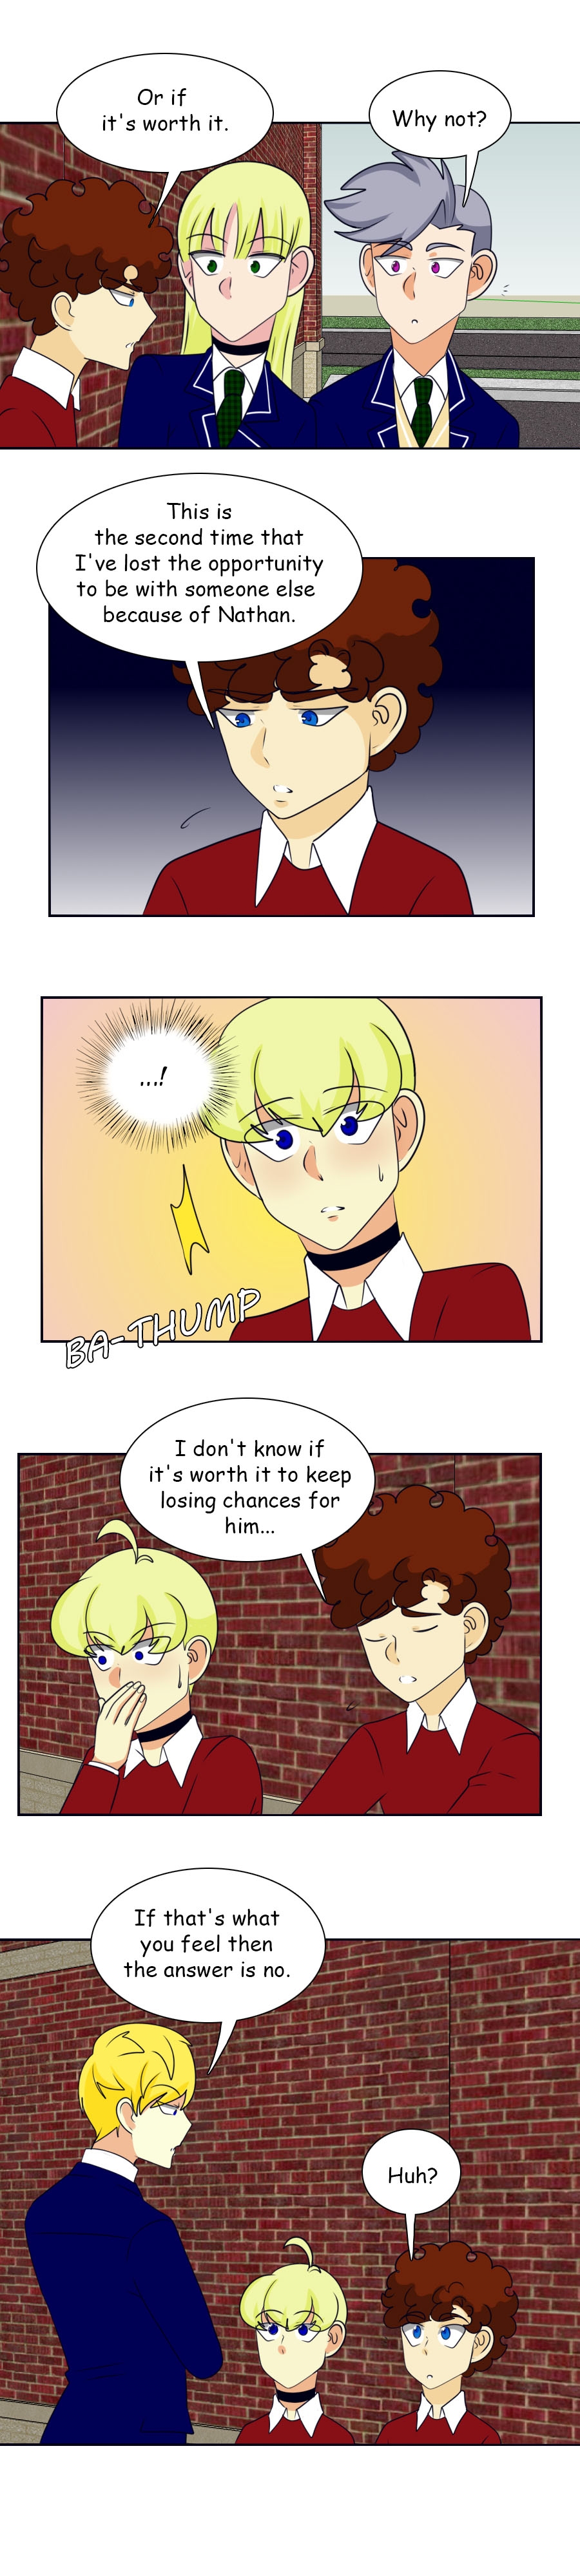 Or if
it's worth it.
Why not?
This is
the second time that
I've lost the opportunity
to be with someone else
because of Nathan.
...!
BA-THUMP
I don't know if
it's worth it to keep
losing chances for
him...
If that's what
you feel then
the answer is no.
Huh?